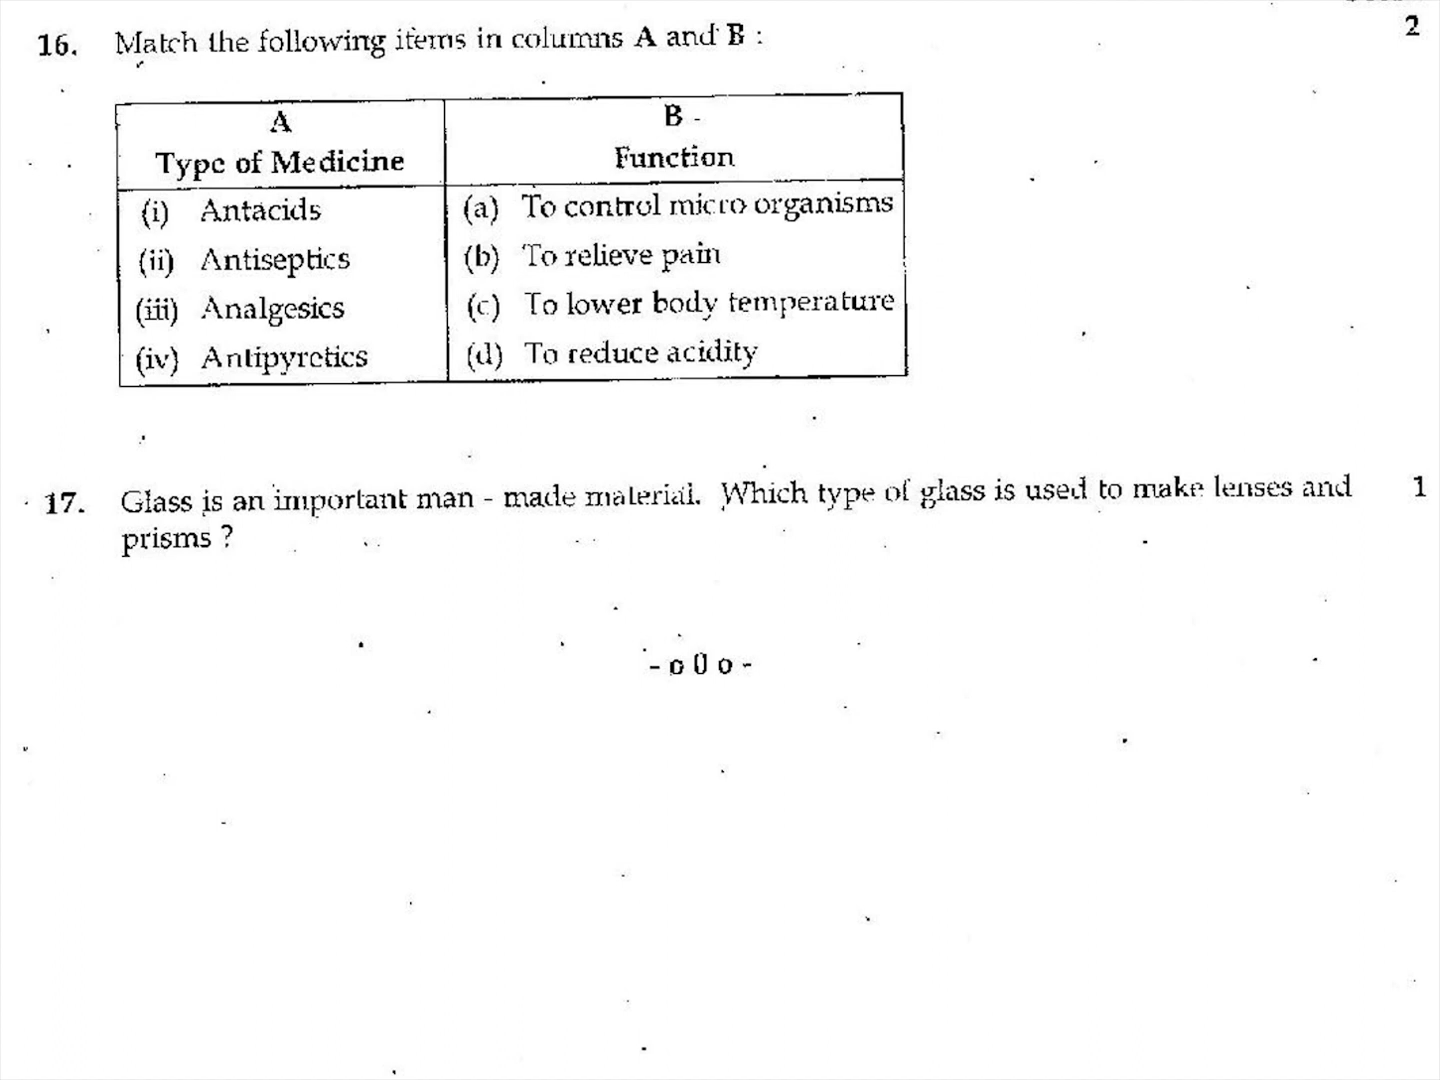 2
16. Match the following items in columns A and B :
A
Type of Medicine
B
Function
(i) Antacids
(a) To control micro organisms
(ii) Antiseptics
(b) To relieve pain
(iii) Analgesics
(c) To lower body temperature
(iv) Antipyretics
(d) To reduce acidity
17. Glass is an important man - made material. Which type of glass is used to make lenses and 1
prisms ?
- o 0 o -